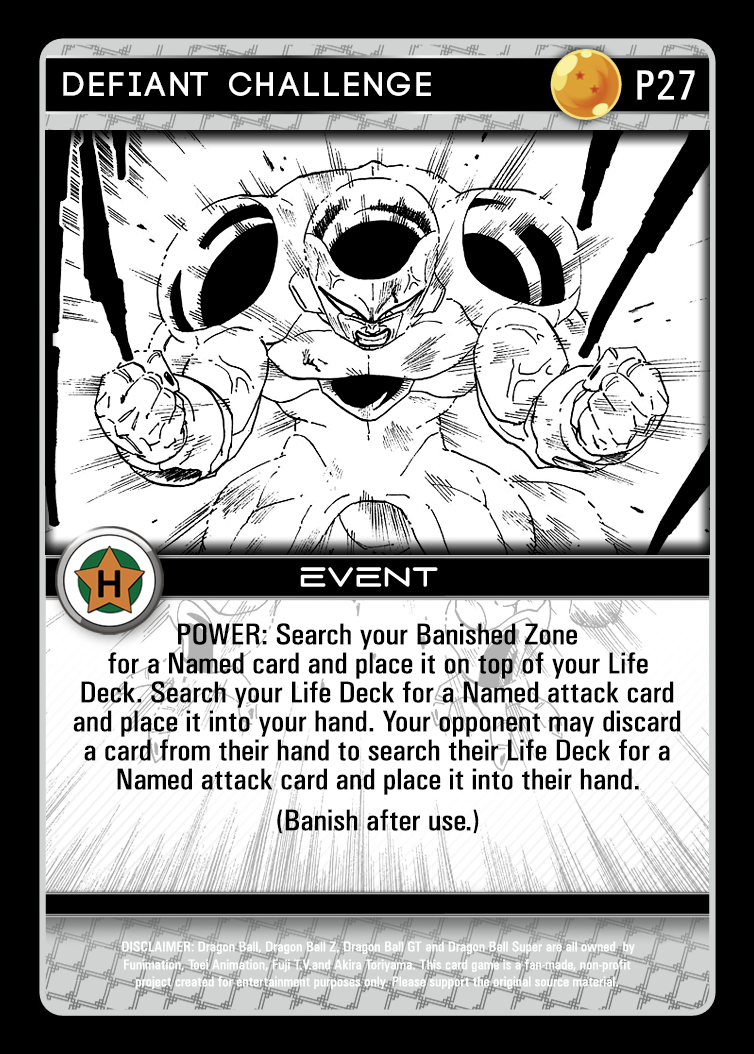 DEFIANT CHALLENGE P27
EVENT
H
POWER: Search your Banished Zone
for a Named card and place it on top of your Life
Deck. Search your Life Deck for a Named attack card
and place it into your hand. Your opponent may discard
a card from their hand to search their Life Deck for a
Named attack card and place it into their hand.
(Banish after use.)
DISCLAIMER: Dragon Ball, Dragon Ball Z, Dragon Ball GT and Dragon Ball Super are all owned by
Funimation, Toei Animation, Fuji T.V and Akira Toriyama. This card game is a fan-made, non-profit
project created for entertainment purposes only. Please support the original source material.